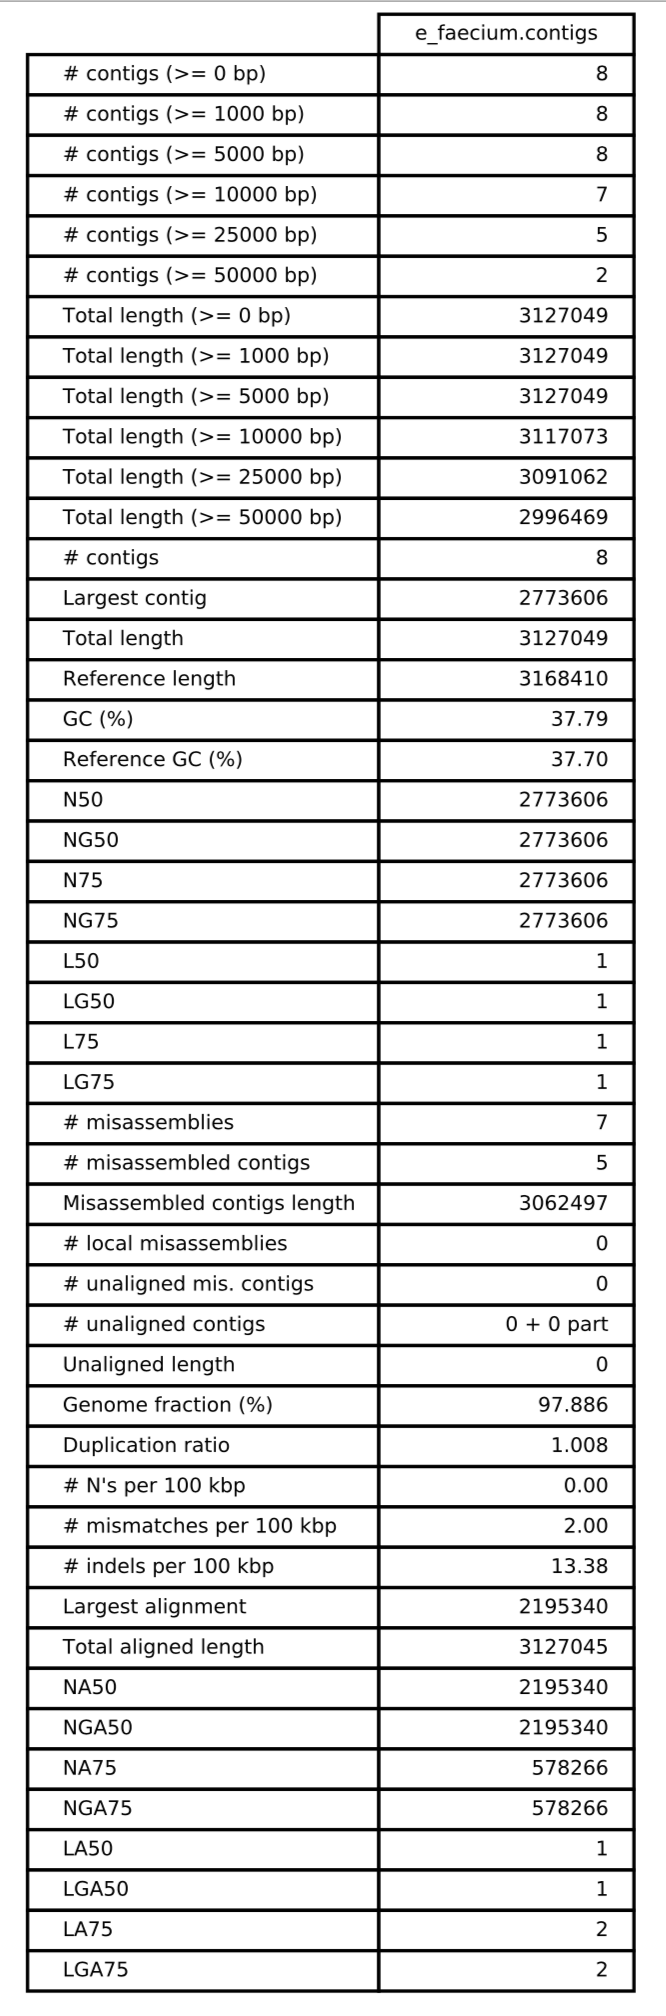 e_faecium.contigs
# contigs (>= 0 bp) 8
# contigs (>= 1000 bp) 8
# contigs (>= 5000 bp) 8
# contigs (>= 10000 bp) 7
# contigs (>= 25000 bp) 5
# contigs (>= 50000 bp) 2
Total length (>= 0 bp) 3127049
Total length (>= 1000 bp) 3127049
Total length (>= 5000 bp) 3127049
Total length (>= 10000 bp) 3117073
Total length (>= 25000 bp) 3091062
Total length (>= 50000 bp) 2996469
# contigs 8
Largest contig 2773606
Total length 3127049
Reference length 3168410
GC (%) 37.79
Reference GC (%) 37.70
N50 2773606
NG50 2773606
N75 2773606
NG75 2773606
L50 1
LG50 1
L75 1
LG75 1
# misassemblies 7
# misassembled contigs 5
Misassembled contigs length 3062497
# local misassemblies 0
# unaligned mis. contigs 0
# unaligned contigs 0 + 0 part
Unaligned length 0
Genome fraction (%) 97.886
Duplication ratio 1.008
# N's per 100 kbp 0.00
# mismatches per 100 kbp 2.00
# indels per 100 kbp 13.38
Largest alignment 2195340
Total aligned length 3127045
NA50 2195340
NGA50 2195340
NA75 578266
NGA75 578266
LA50 1
LGA50 1
LA75 2
LGA75 2